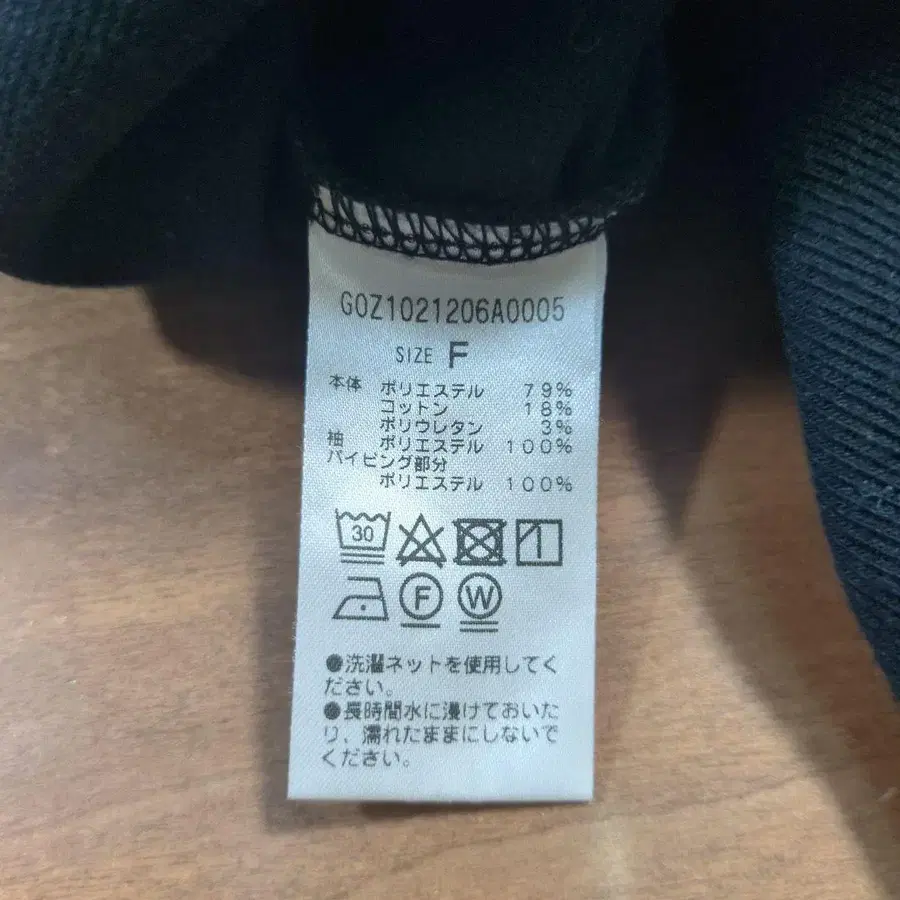 G0Z1021206A0005
SIZE F
本体 ポリエステル 79%
コットン 18%
ポリウレタン 3%
袖 ポリエステル 100%
パイピング部分
ポリエステル 100%
30
F W
●洗濯ネットを使用してく
ださい。
●長時間水に浸けておいた
り、濡れたままにしないで
ください。